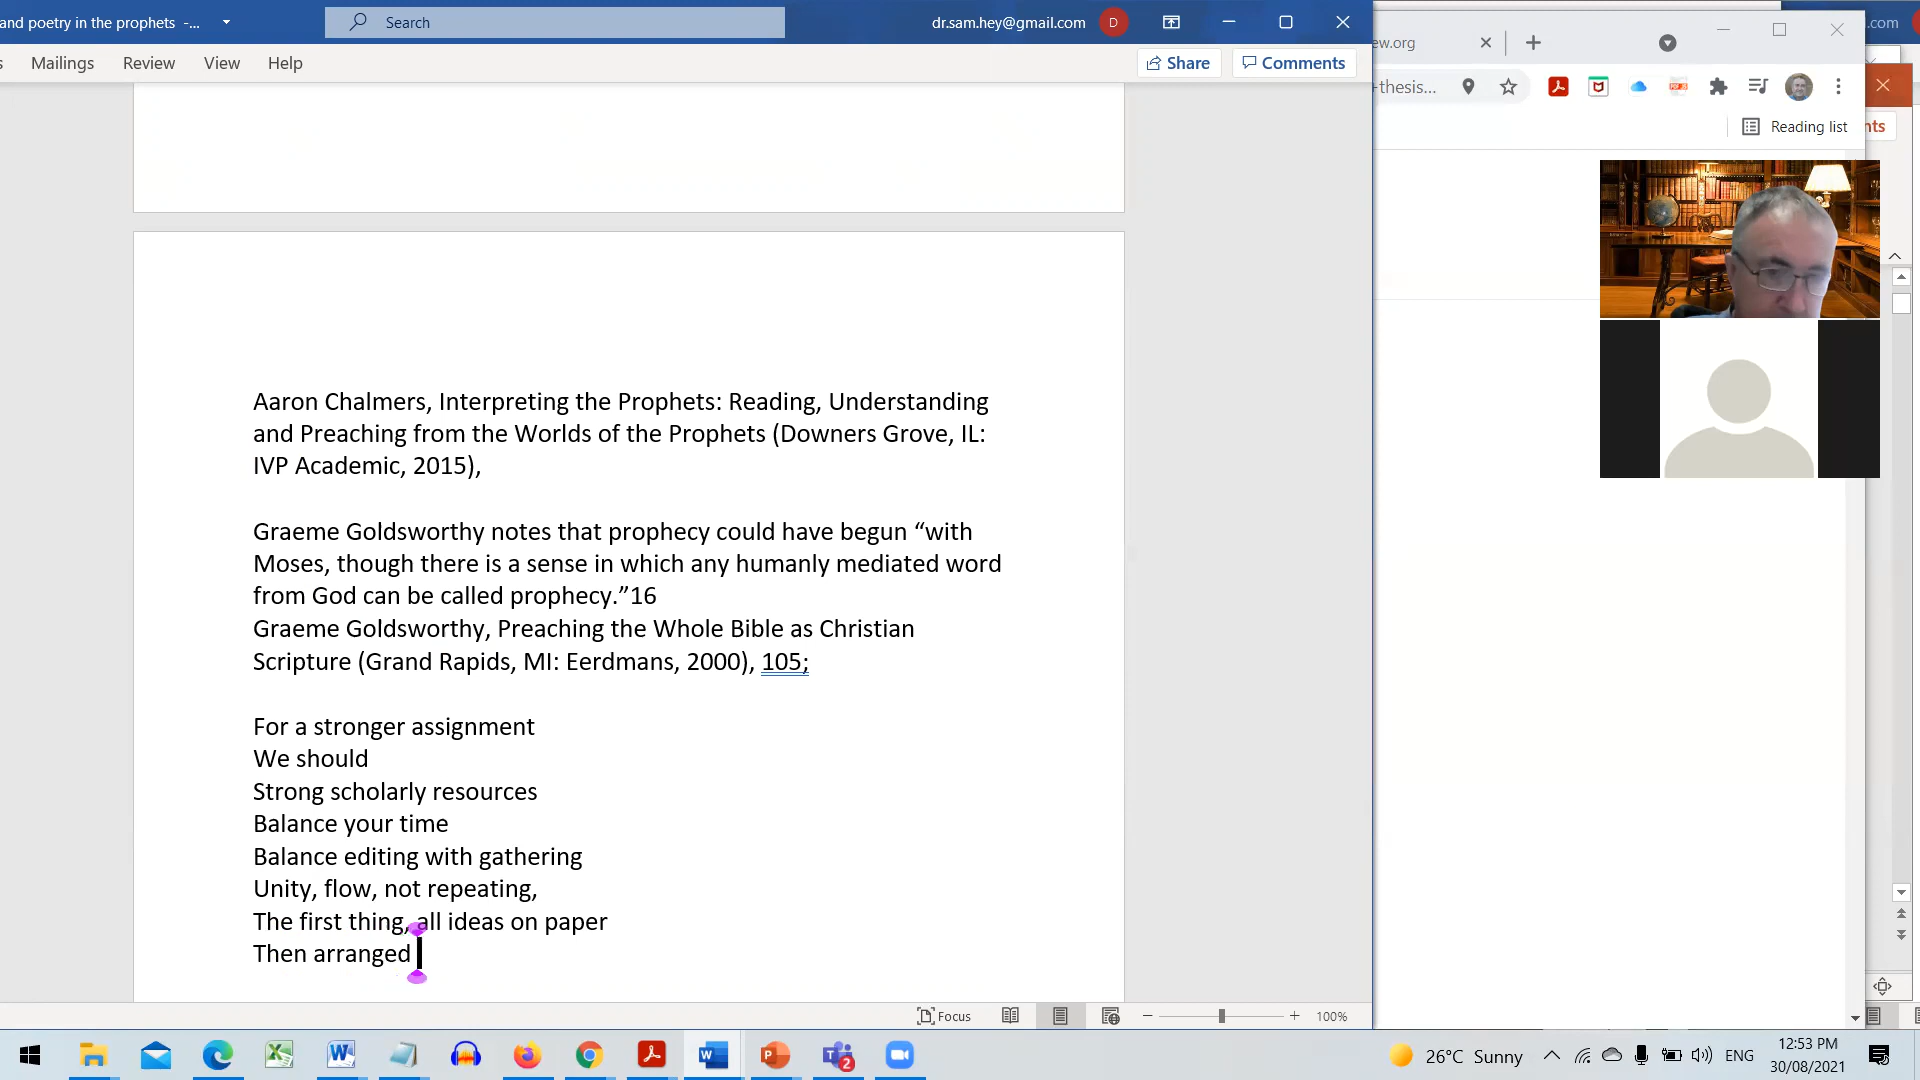 and poetry in the prophets -...
Search
dr.sam.hey@gmail.com
D
.com
s
Mailings
Review
View
Help
Share
Comments
ew.org
+thesis...
Reading list
nts
Aaron Chalmers, Interpreting the Prophets: Reading, Understanding
and Preaching from the Worlds of the Prophets (Downers Grove, IL:
IVP Academic, 2015),
Graeme Goldsworthy notes that prophecy could have begun “with
Moses, though there is a sense in which any humanly mediated word
from God can be called prophecy.”16
Graeme Goldsworthy, Preaching the Whole Bible as Christian
Scripture (Grand Rapids, MI: Eerdmans, 2000), 105;
For a stronger assignment
We should
Strong scholarly resources
Balance your time
Balance editing with gathering
Unity, flow, not repeating,
The first thing, all ideas on paper
Then arranged
Focus
100%
26°C Sunny
ENG
12:53 PM
30/08/2021
2